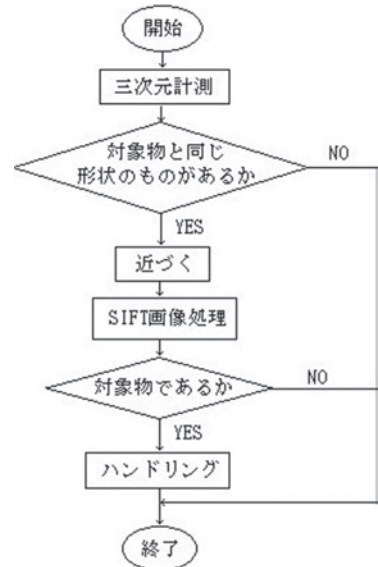 開始
三次元計測
対象物と同じ
形状のものがあるか
NO
YES
近づく
SIFT画像処理
対象物であるか
NO
YES
ハンドリング
終了